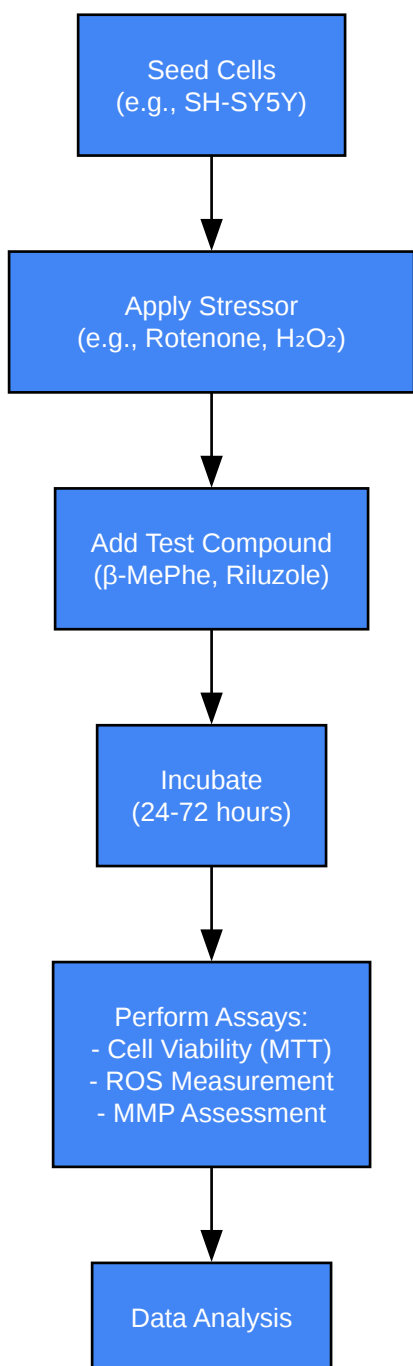 Seed Cells
(e.g., SH-SY5Y)
Apply Stressor
(e.g., Rotenone, H₂O₂)
Add Test Compound
(β-MePhe, Riluzole)
Incubate
(24-72 hours)
Perform Assays:
- Cell Viability (MTT)
- ROS Measurement
- MMP Assessment
Data Analysis